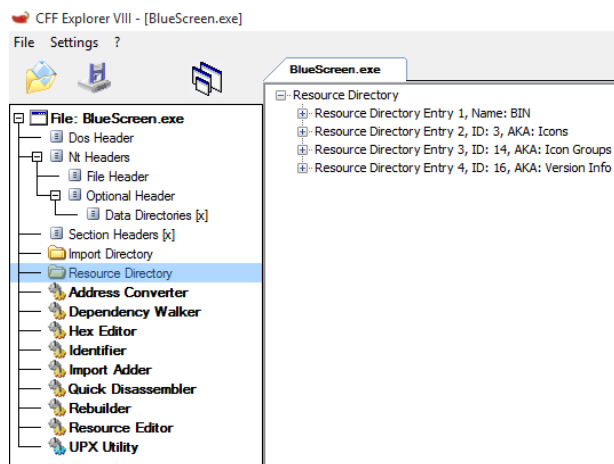 CFF Explorer VIII - [BlueScreen.exe]
File Settings ?
BlueScreen.exe
File: BlueScreen.exe
Dos Header
Nt Headers
File Header
Optional Header
Data Directories [x]
Section Headers [x]
Import Directory
Resource Directory
Address Converter
Dependency Walker
Hex Editor
Identifier
Import Adder
Quick Disassembler
Rebuilder
Resource Editor
UPX Utility
Resource Directory
Resource Directory Entry 1, Name: BIN
Resource Directory Entry 2, ID: 3, AKA: Icons
Resource Directory Entry 3, ID: 14, AKA: Icon Groups
Resource Directory Entry 4, ID: 16, AKA: Version Info